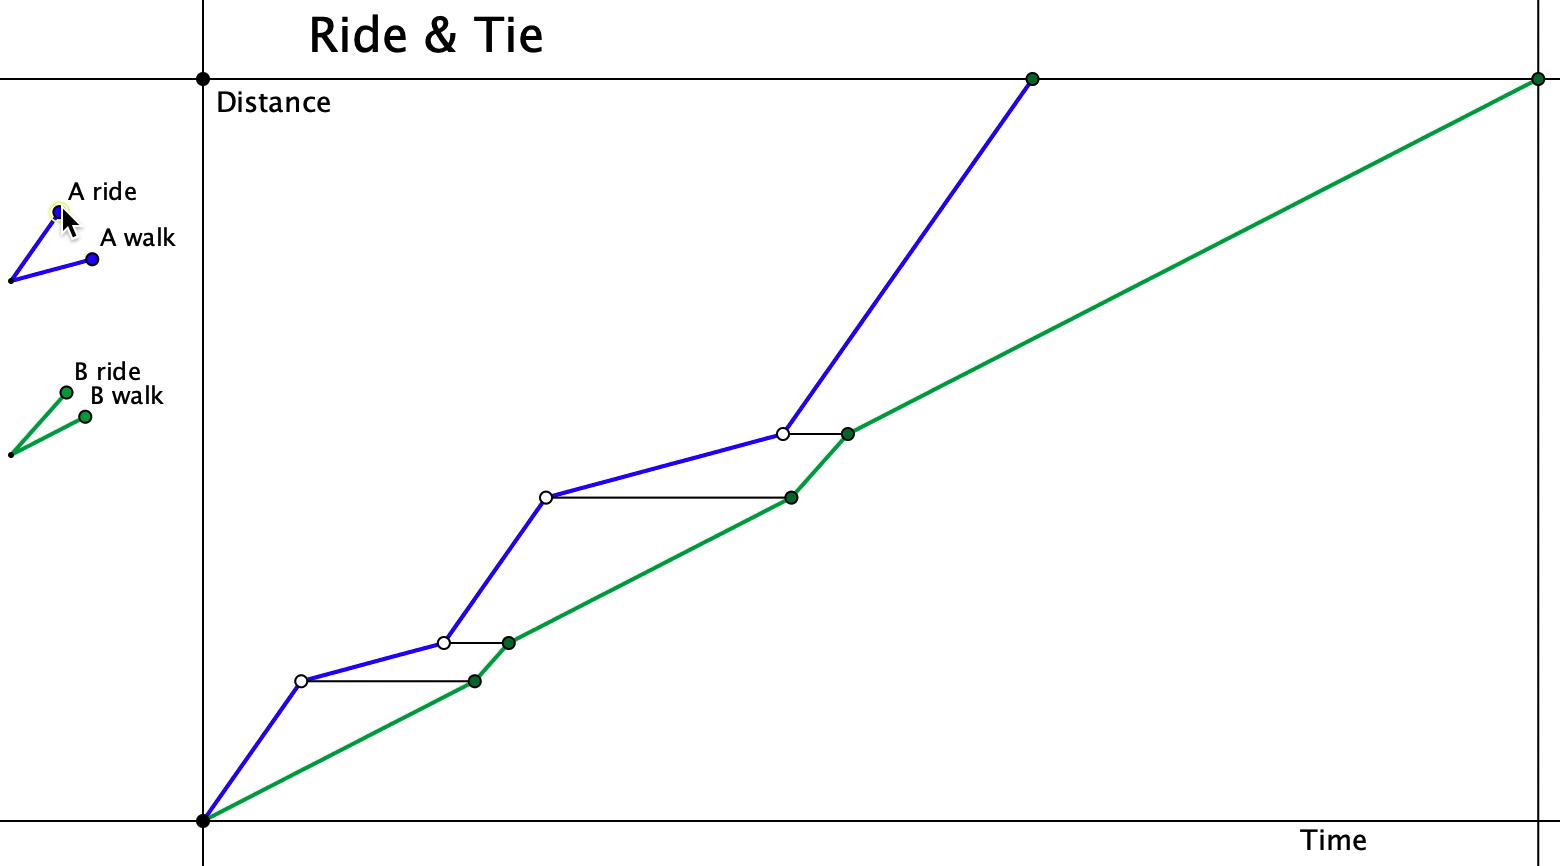 Ride & Tie
Distance
A ride
A walk
B ride
B walk
Time